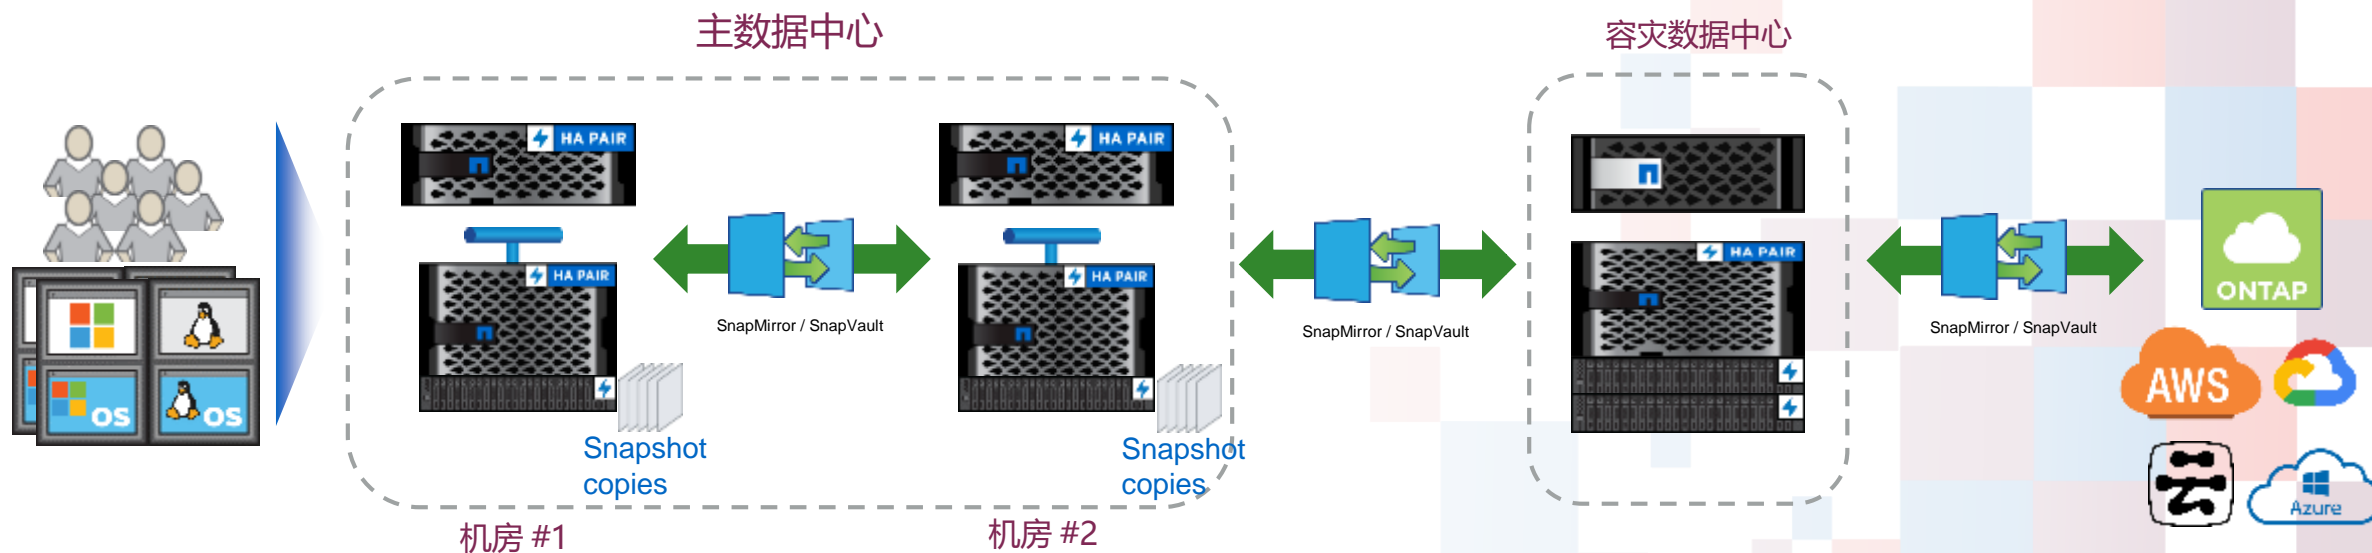 主数据中心
容灾数据中心
HA PAIR
HA PAIR
HA PAIR
HA PAIR
HA PAIR
SnapMirror / SnapVault
SnapMirror / SnapVault
SnapMirror / SnapVault
ONTAP
AWS
os
os
Snapshot
copies
Snapshot
copies
Azure
机房 #1
机房 #2